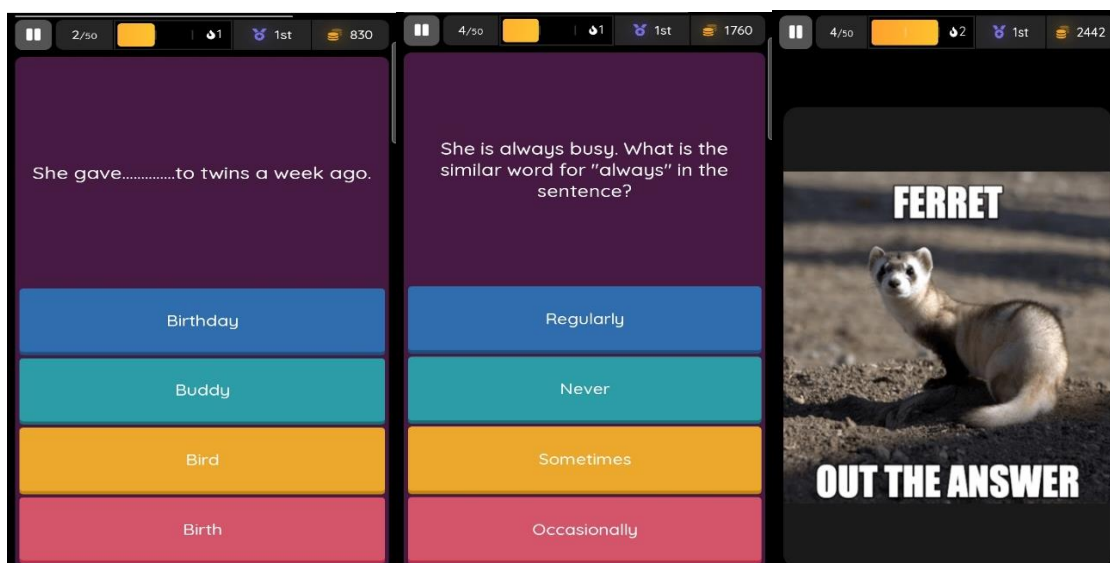 2/50
1
1st
830
She gave..............to twins a week ago.
Birthday
Buddy
Bird
Birth
4/50
1
1st
1760
She is always busy. What is the
similar word for "always" in the
sentence?
Regularly
Never
Sometimes
Occasionally
4/50
2
1st
2442
FERRET
OUT THE ANSWER